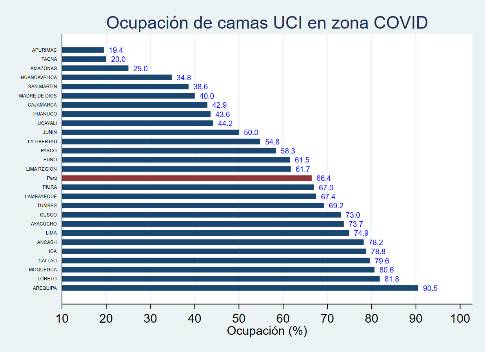 Ocupación de camas UCI en zona COVID
APURIMAC 19.4
TACNA 20.0
AMAZONAS 25.0
HUANCAVELICA 34.8
SAN MARTIN 38.6
MADRE DE DIOS 40.0
CAJAMARCA 42.9
HUANUCO 43.6
UCAYALI 44.2
JUNIN 50.0
LA LIBERTAD 54.8
PASCO 58.3
PUNO 61.5
LIMA REGION 61.7
Perú 66.4
PIURA 67.0
LAMBAYEQUE 67.4
TUMBES 69.2
CUSCO 73.0
AYACUCHO 73.7
LIMA 74.9
ANCASH 78.2
ICA 78.8
CALLAO 79.6
MOQUEGUA 80.6
LORETO 81.8
AREQUIPA 90.5
10 20 30 40 50 60 70 80 90 100
Ocupación (%)